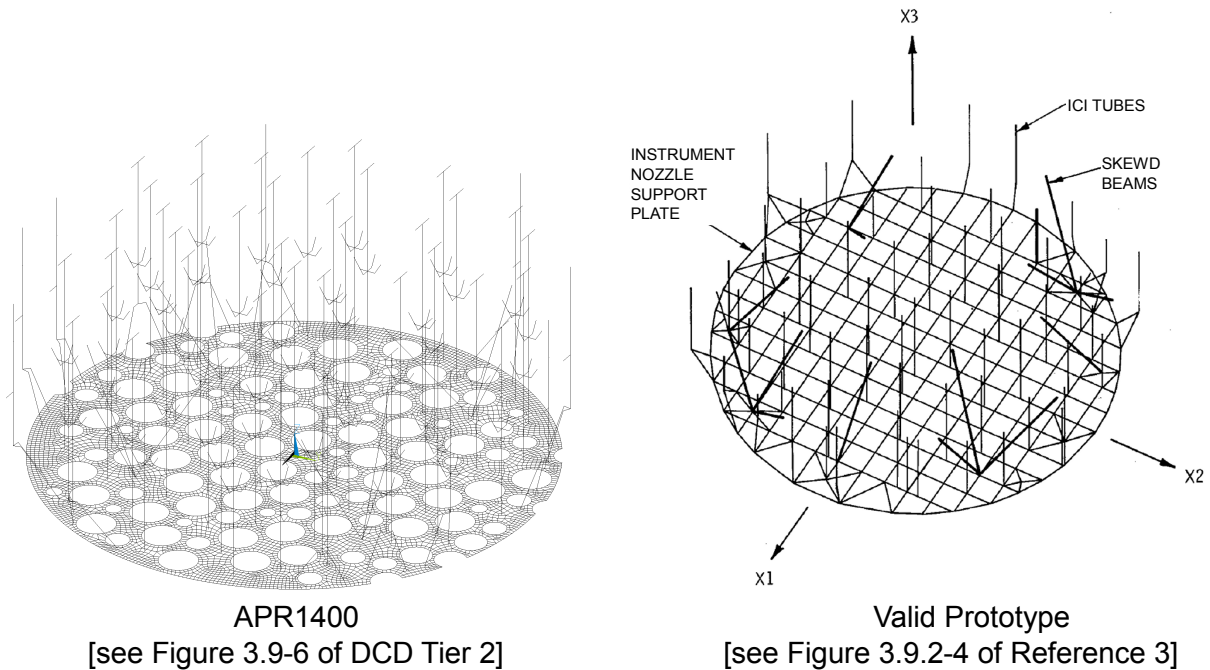 X3
ICI TUBES
INSTRUMENT
NOZZLE
SUPPORT
PLATE
SKEWD
BEAMS
X2
X1
APR1400
[see Figure 3.9-6 of DCD Tier 2]
Valid Prototype
[see Figure 3.9.2-4 of Reference 3]